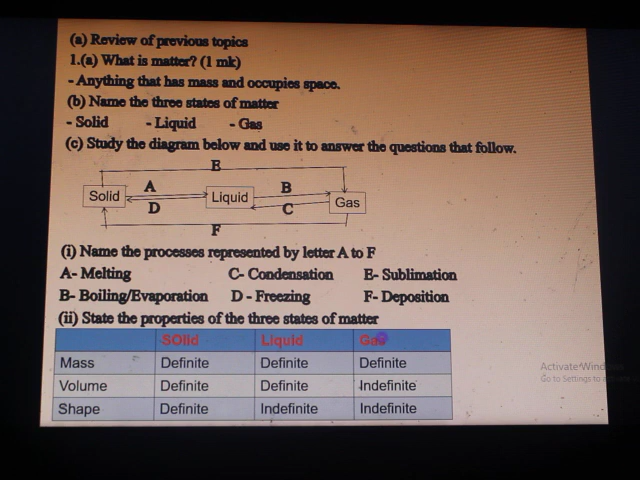 (a) Review of previous topics
1.(a) What is matter? (1 mk)
- Anything that has mass and occupies space.
(b) Name the three states of matter
- Solid - Liquid - Gas
(c) Study the diagram below and use it to answer the questions that follow.
E
Solid A Liquid B Gas
D C
F
(i) Name the processes represented by letter A to F
A- Melting C- Condensation E- Sublimation
B- Boiling/Evaporation D - Freezing F- Deposition
(ii) State the properties of the three states of matter
SOlid Liquid Gas
Mass Definite Definite Definite
Volume Definite Definite Indefinite
Shape Definite Indefinite Indefinite
Activate Wind
Go to Settings to